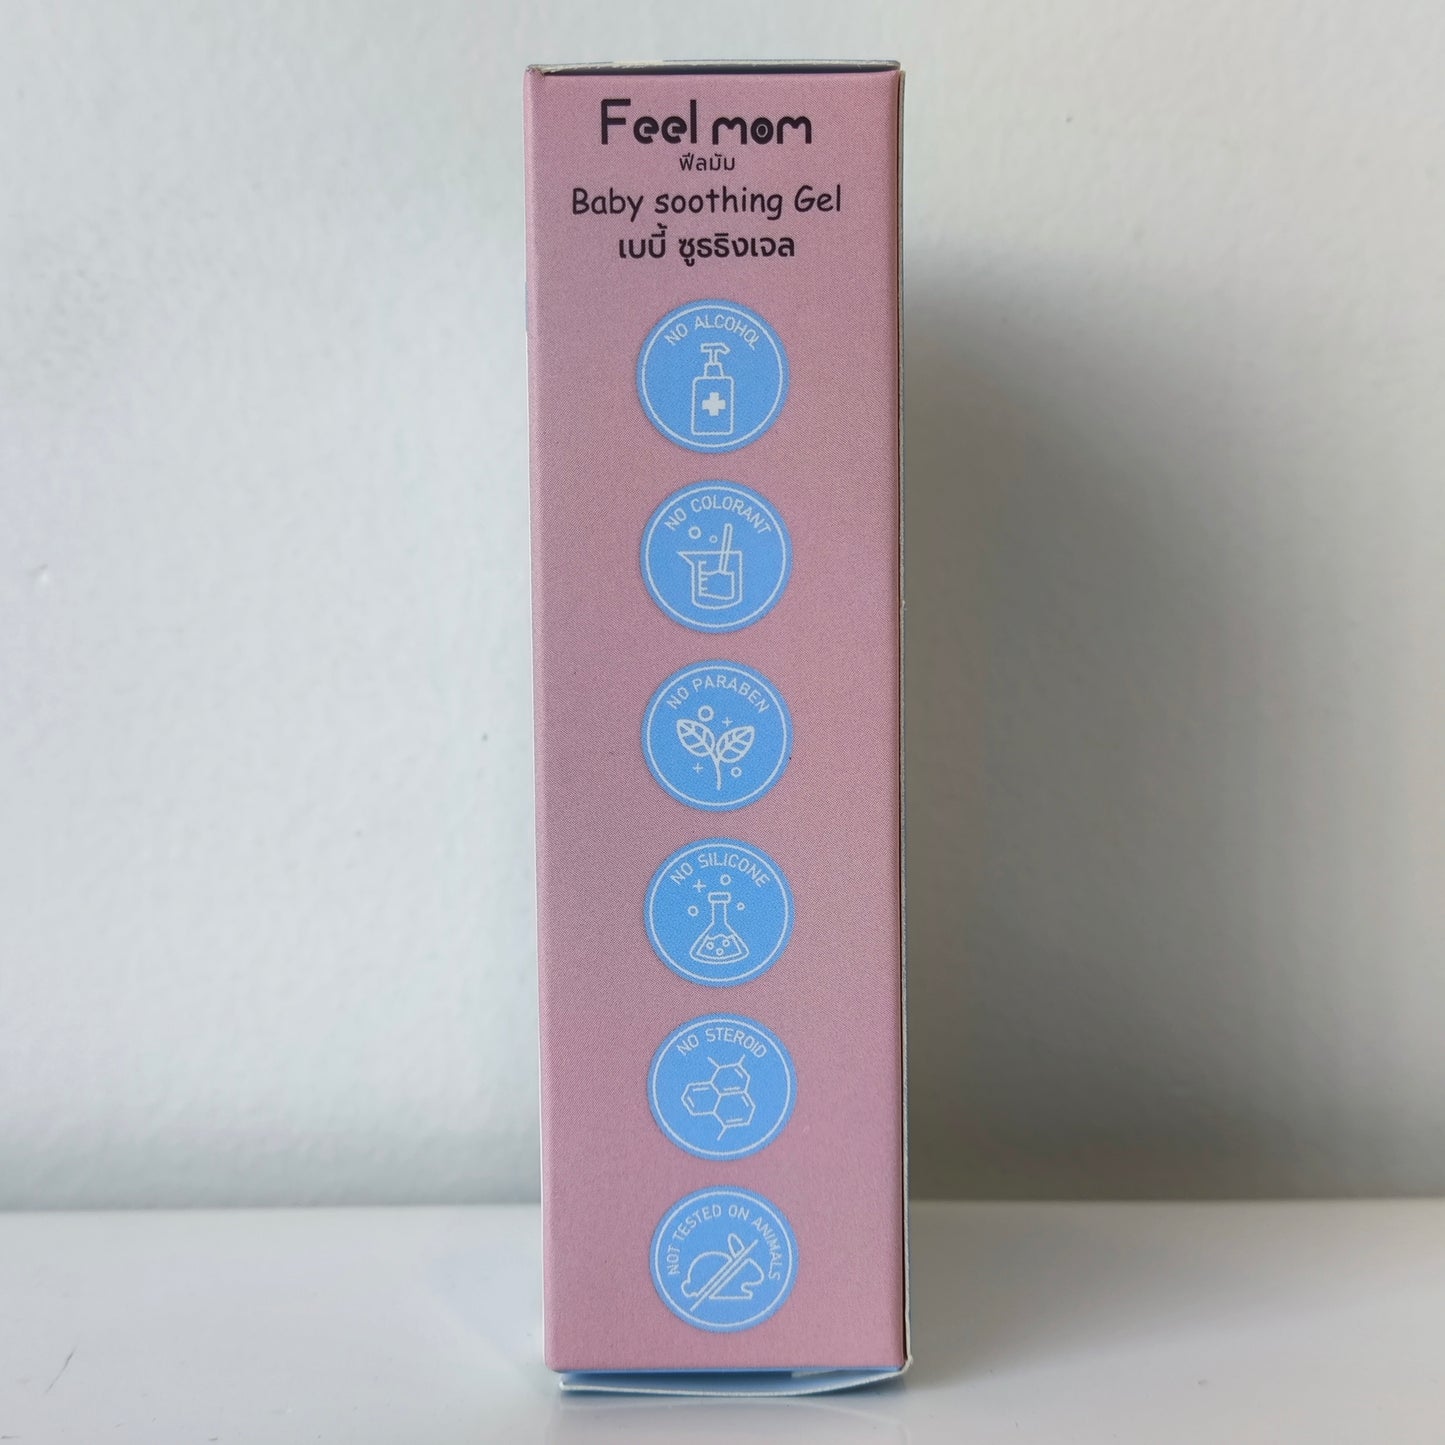 Feel mom
ฟีลมัม
Baby soothing Gel
เบบี้ ซูธธิงเจล
NO ALCOHOL
NO COLORANT
NO PARABEN
NO SILICONE
NO STEROID
NOT TESTED ON ANIMALS